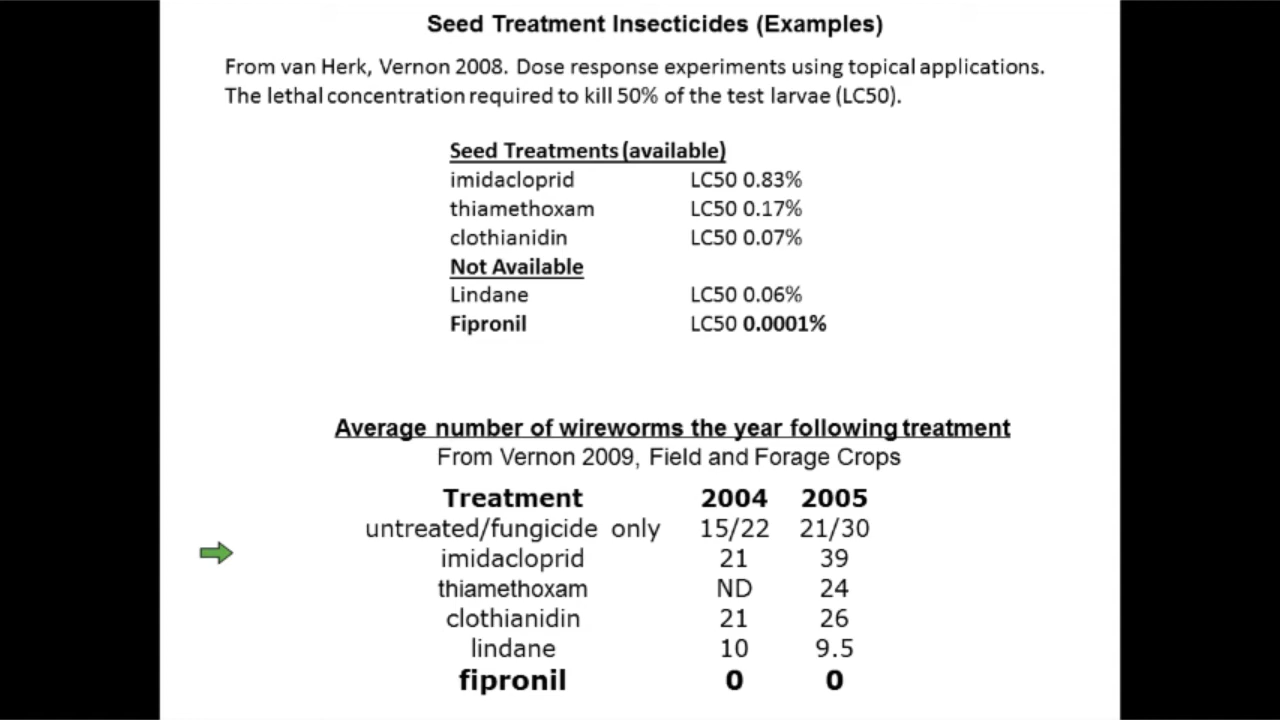 Seed Treatment Insecticides (Examples)
From van Herk, Vernon 2008. Dose response experiments using topical applications.
The lethal concentration required to kill 50% of the test larvae (LC50).
Seed Treatments (available)
imidacloprid LC50 0.83%
thiamethoxam LC50 0.17%
clothianidin LC50 0.07%
Not Available
Lindane LC50 0.06%
Fipronil LC50 0.0001%
Average number of wireworms the year following treatment
From Vernon 2009, Field and Forage Crops
Treatment 2004 2005
untreated/fungicide only 15/22 21/30
imidacloprid 21 39
thiamethoxam ND 24
clothianidin 21 26
lindane 10 9.5
fipronil 0 0